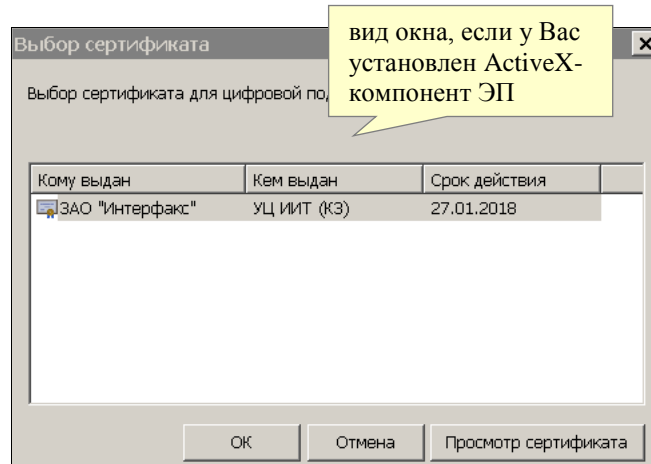 Выбор сертификата
вид окна, если у Вас
установлен ActiveX-
компонент ЭП
Выбор сертификата для цифровой по
Кому выдан Кем выдан Срок действия
ЗАО "Интерфакс" УЦ ИИТ (К3) 27.01.2018
ОК Отмена Просмотр сертификата